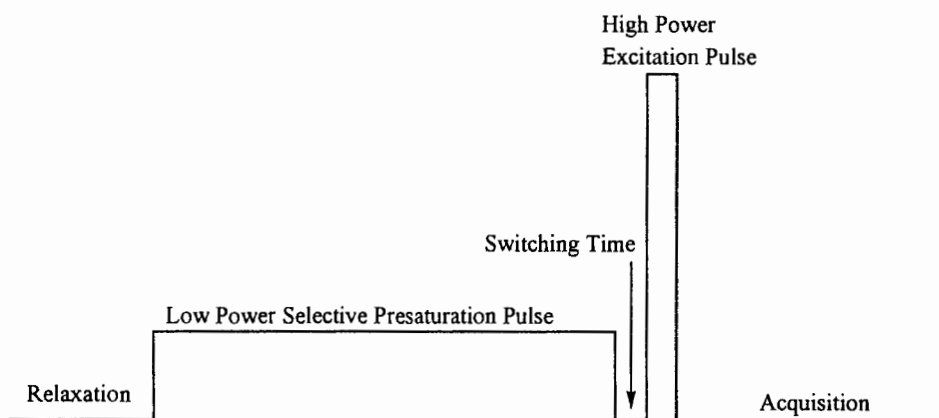 High Power
Excitation Pulse
Switching Time
Low Power Selective Presaturation Pulse
Relaxation
Acquisition